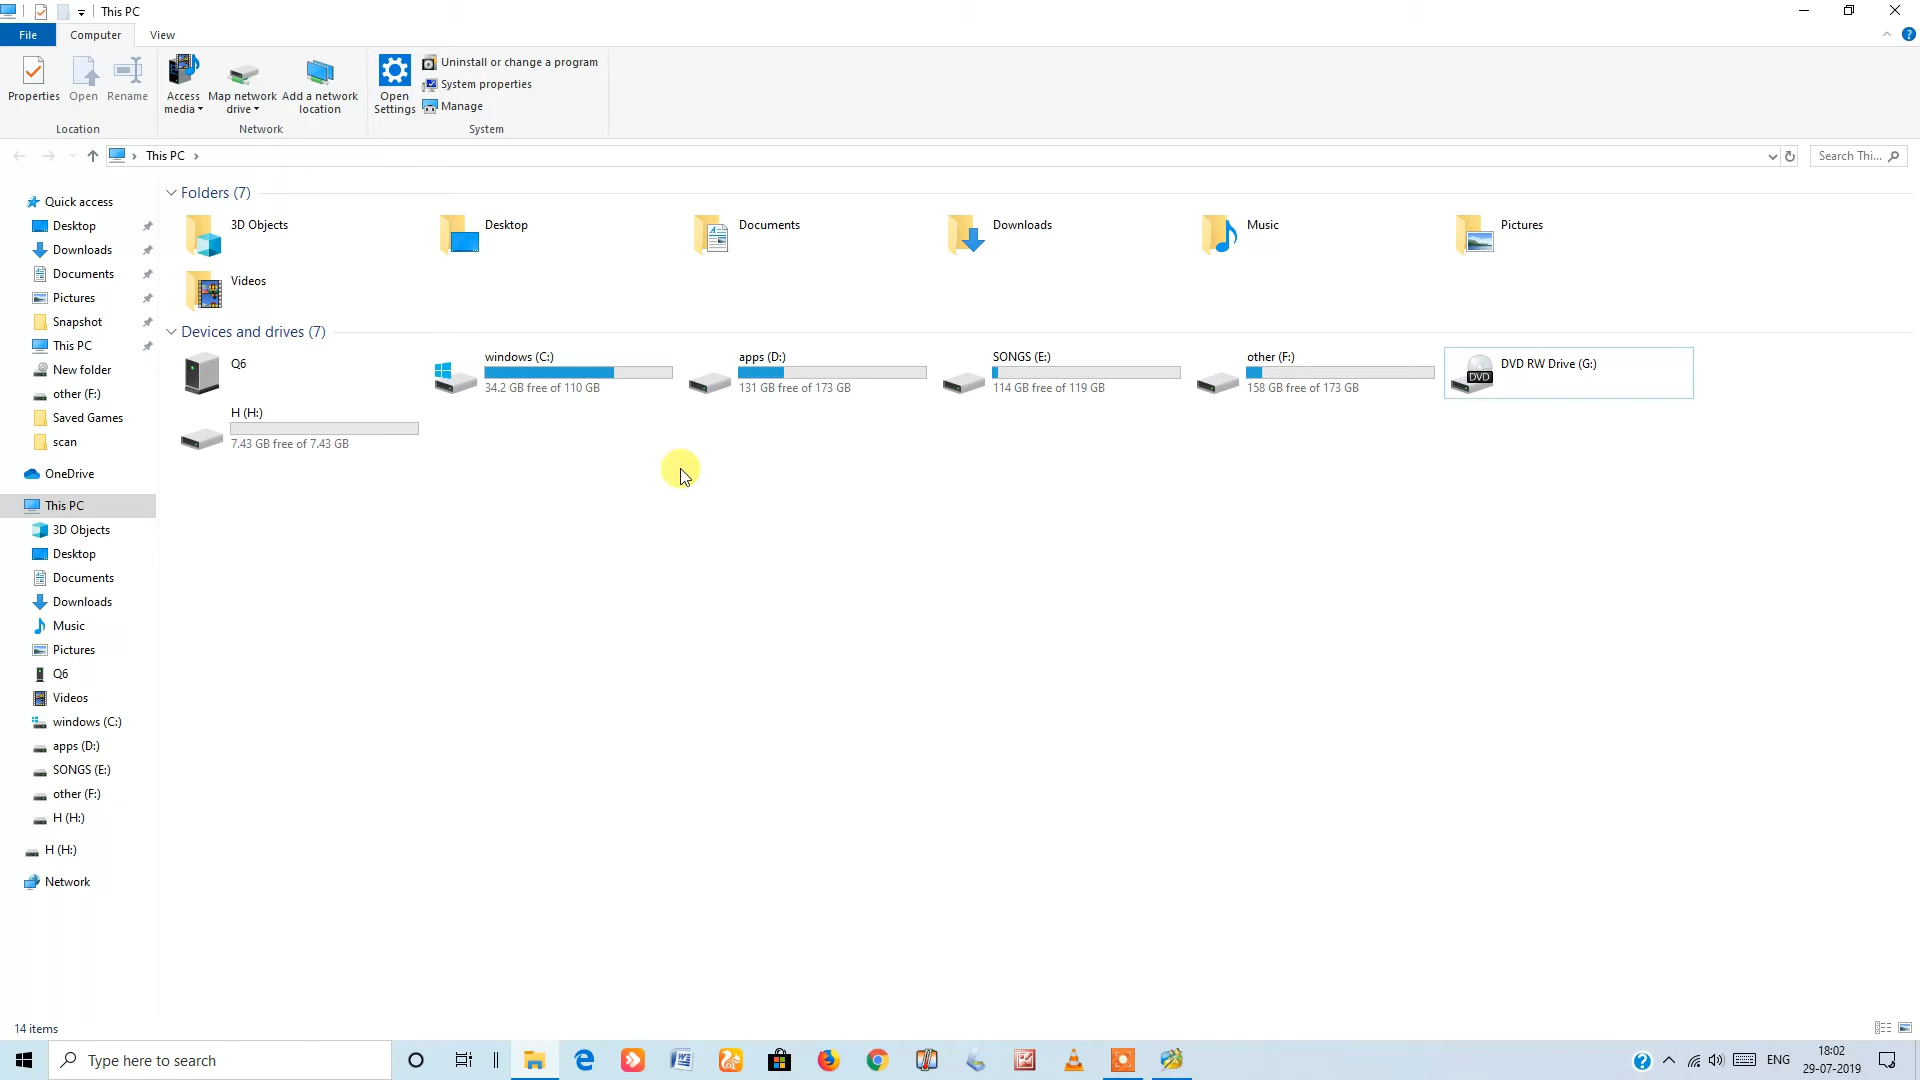 This PC
File Computer View
Properties Open Rename Access media Map network drive Add a network location Open Settings Uninstall or change a program
System properties
Manage
Location Network System
This PC Search Thi...
Quick access
Desktop
Downloads
Documents
Pictures
Snapshot
This PC
New folder
other (F:)
Saved Games
scan
OneDrive
This PC
3D Objects
Desktop
Documents
Downloads
Music
Pictures
Q6
Videos
windows (C:)
apps (D:)
SONGS (E:)
other (F:)
H (H:)
H (H:)
Network
Folders (7)
3D Objects Desktop Documents Downloads Music Pictures
Videos
Devices and drives (7)
Q6
windows (C:)
34.2 GB free of 110 GB
apps (D:)
131 GB free of 173 GB
SONGS (E:)
114 GB free of 119 GB
other (F:)
158 GB free of 173 GB
DVD RW Drive (G:)
DVD
H (H:)
7.43 GB free of 7.43 GB
14 items
Type here to search
ENG
18:02
29-07-2019